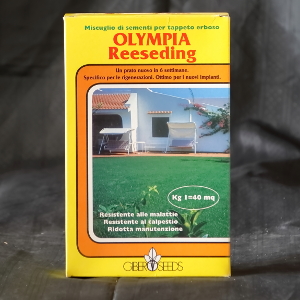 Miscuglio di sementi per tappeto erboso
OLYMPIA
Reeseding
Un prato nuovo in 6 settimane.
Specifico per le rigenerazioni. Ottimo per i nuovi impianti.
Kg 1=40 mq
Resistente alle malattie
Resistente al calpestio
Ridotta manutenzione
GIBER SEEDS